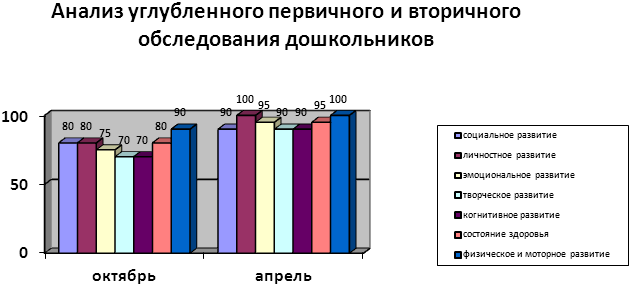 Анализ углубленного первичного и вторичного
обследования дошкольников
100
50
0
80 80 75 70 70 80 90
90 100 95 90 90 95 100
октябрь
апрель
социальное развитие
личностное развитие
эмоциональное развитие
творческое развитие
когнитивное развитие
состояние здоровья
физическое и моторное развитие